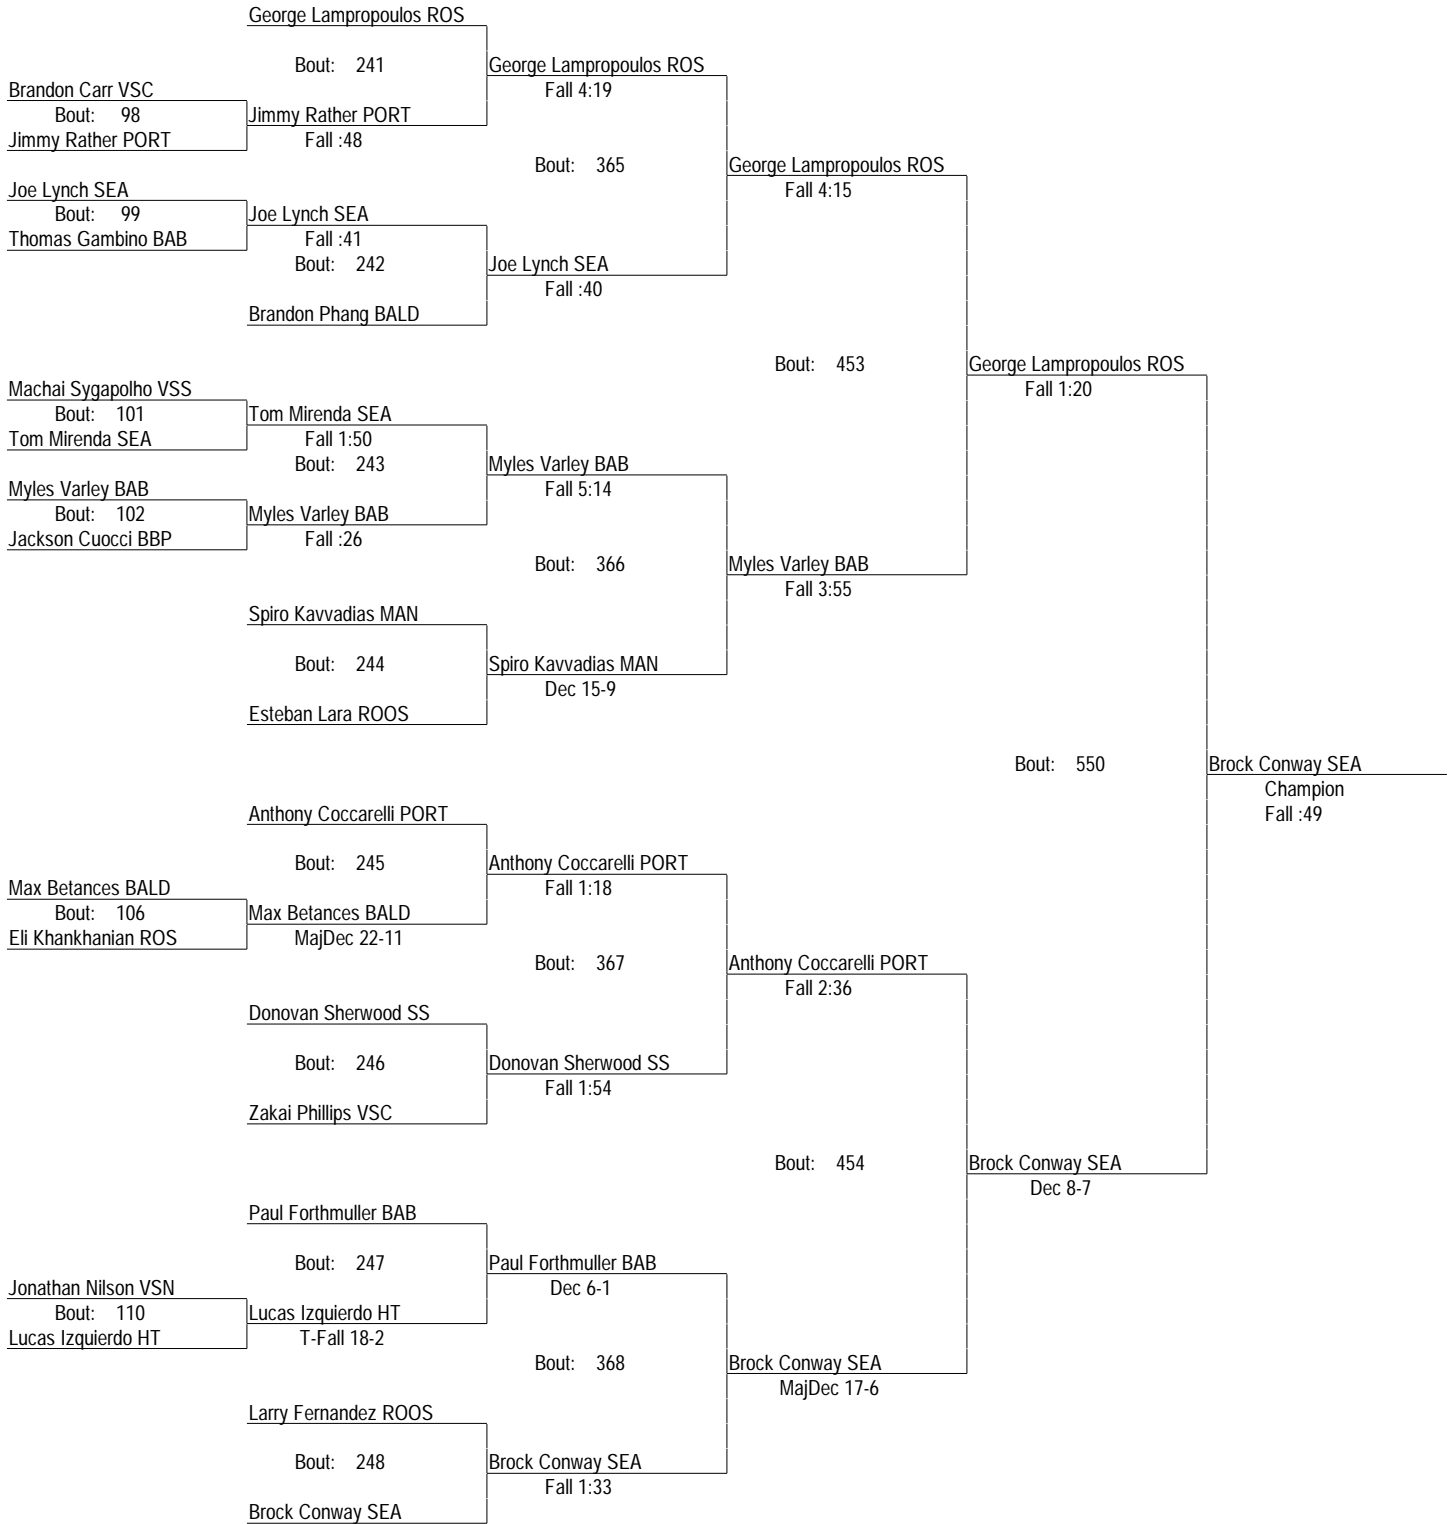 George Lampropoulos ROS
Bout: 241
George Lampropoulos ROS
Brandon Carr VSC
Fall 4:19
Bout: 98
Jimmy Rather PORT
Jimmy Rather PORT
Fall :48
Bout: 365
George Lampropoulos ROS
Joe Lynch SEA
Fall 4:15
Bout: 99
Joe Lynch SEA
Thomas Gambino BAB
Fall :41
Bout: 242
Joe Lynch SEA
Fall :40
Brandon Phang BALD
Bout: 453
George Lampropoulos ROS
Machai Sygapolho VSS
Fall 1:20
Bout: 101
Tom Mirenda SEA
Tom Mirenda SEA
Fall 1:50
Bout: 243
Myles Varley BAB
Myles Varley BAB
Fall 5:14
Bout: 102
Myles Varley BAB
Jackson Cuocci BBP
Fall :26
Bout: 366
Myles Varley BAB
Fall 3:55
Spiro Kavvadias MAN
Bout: 244
Spiro Kavvadias MAN
Dec 15-9
Esteban Lara ROOS
Bout: 550
Brock Conway SEA
Champion
Fall :49
Anthony Coccarelli PORT
Bout: 245
Anthony Coccarelli PORT
Max Betances BALD
Fall 1:18
Bout: 106
Max Betances BALD
Eli Khankhanian ROS
MajDec 22-11
Bout: 367
Anthony Coccarelli PORT
Fall 2:36
Donovan Sherwood SS
Bout: 246
Donovan Sherwood SS
Fall 1:54
Zakai Phillips VSC
Bout: 454
Brock Conway SEA
Dec 8-7
Paul Forthmuller BAB
Bout: 247
Paul Forthmuller BAB
Jonathan Nilson VSN
Dec 6-1
Bout: 110
Lucas Izquierdo HT
Lucas Izquierdo HT
T-Fall 18-2
Bout: 368
Brock Conway SEA
MajDec 17-6
Larry Fernandez ROOS
Bout: 248
Brock Conway SEA
Fall 1:33
Brock Conway SEA